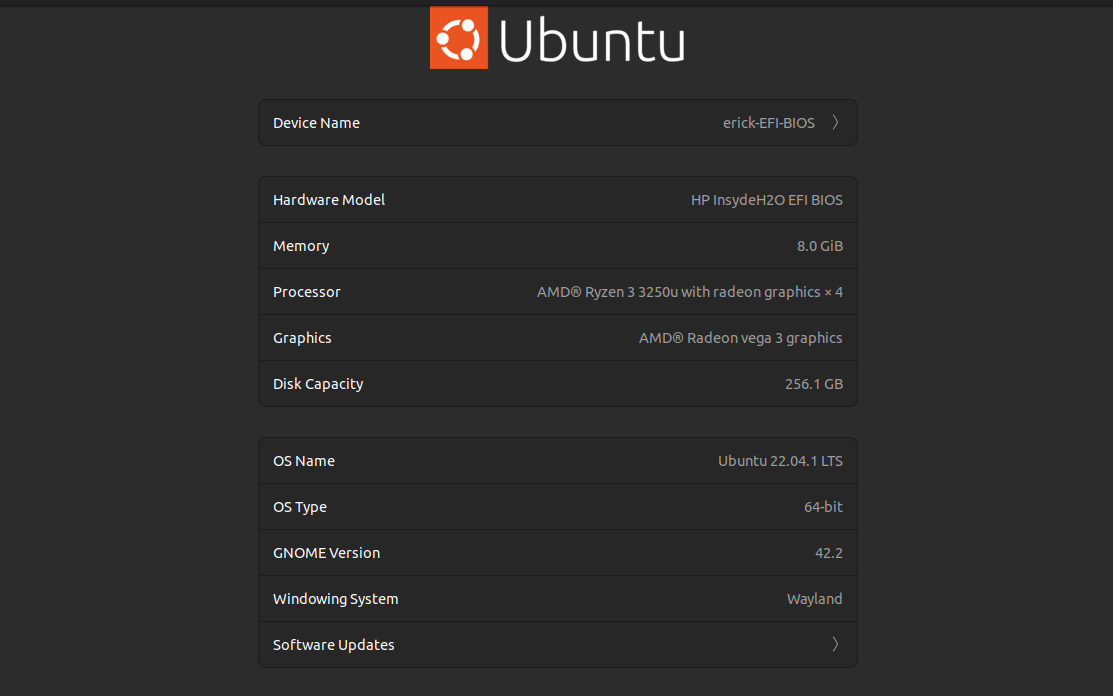 Ubuntu
Device Name erick-EFI-BIOS
Hardware Model HP InsydeH2O EFI BIOS
Memory 8.0 GiB
Processor AMD® Ryzen 3 3250u with radeon graphics × 4
Graphics AMD® Radeon vega 3 graphics
Disk Capacity 256.1 GB
OS Name Ubuntu 22.04.1 LTS
OS Type 64-bit
GNOME Version 42.2
Windowing System Wayland
Software Updates